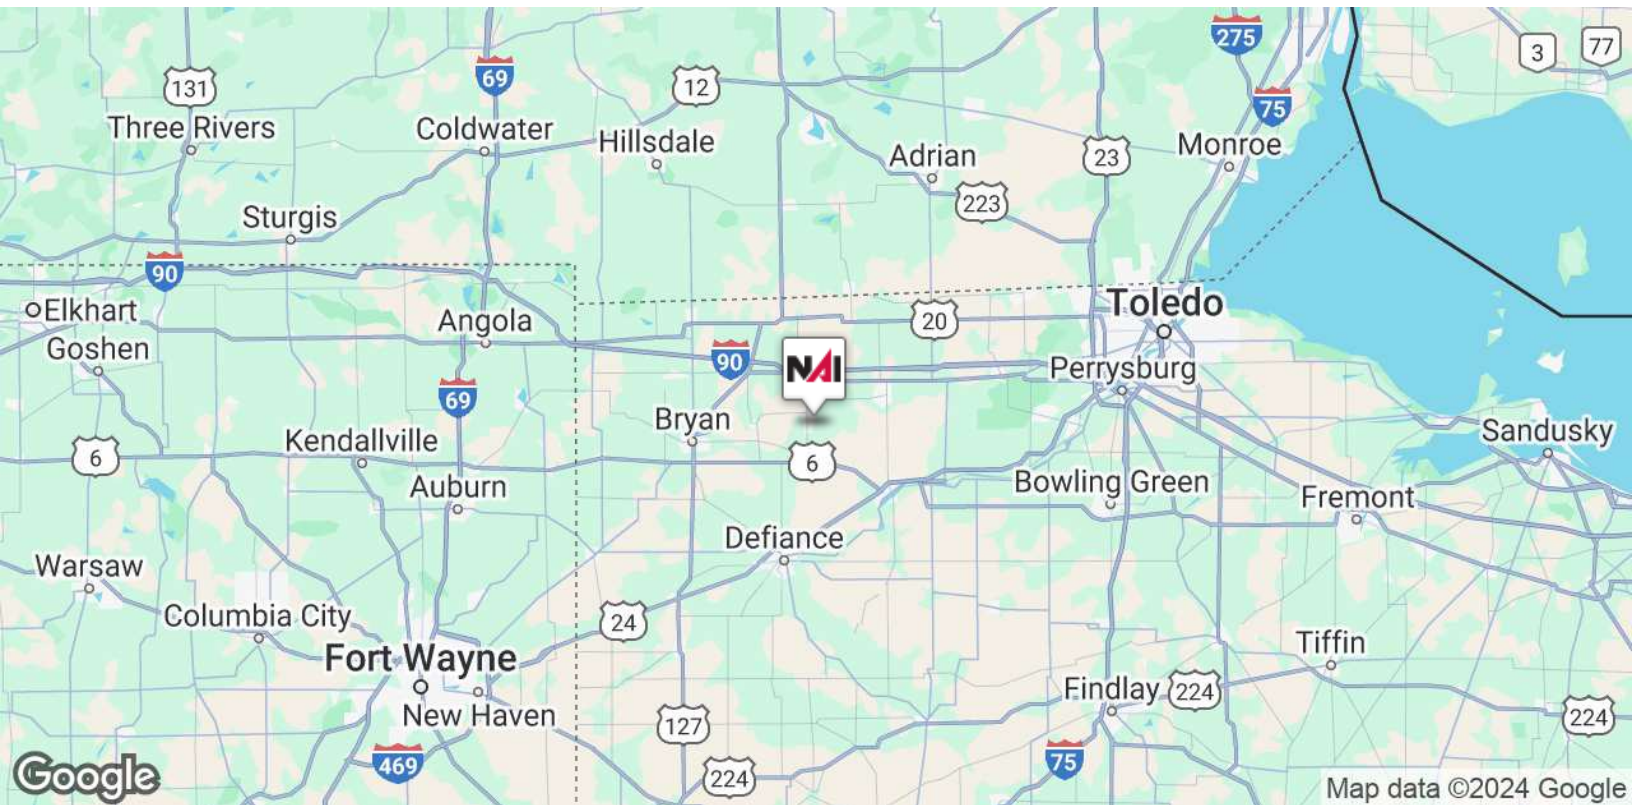 275
3
77
131
69
12
75
Three Rivers
Coldwater
Hillsdale
Adrian
23
Monroe
223
Sturgis
90
Elkhart
Angola
20
Toledo
Goshen
90
NAI
Perrysburg
69
Bryan
Sandusky
6
Kendallville
6
Auburn
Bowling Green
Fremont
Defiance
Warsaw
Columbia City
24
Tiffin
Fort Wayne
Findlay
224
New Haven
127
224
469
75
224
Google
Map data ©2024 Google